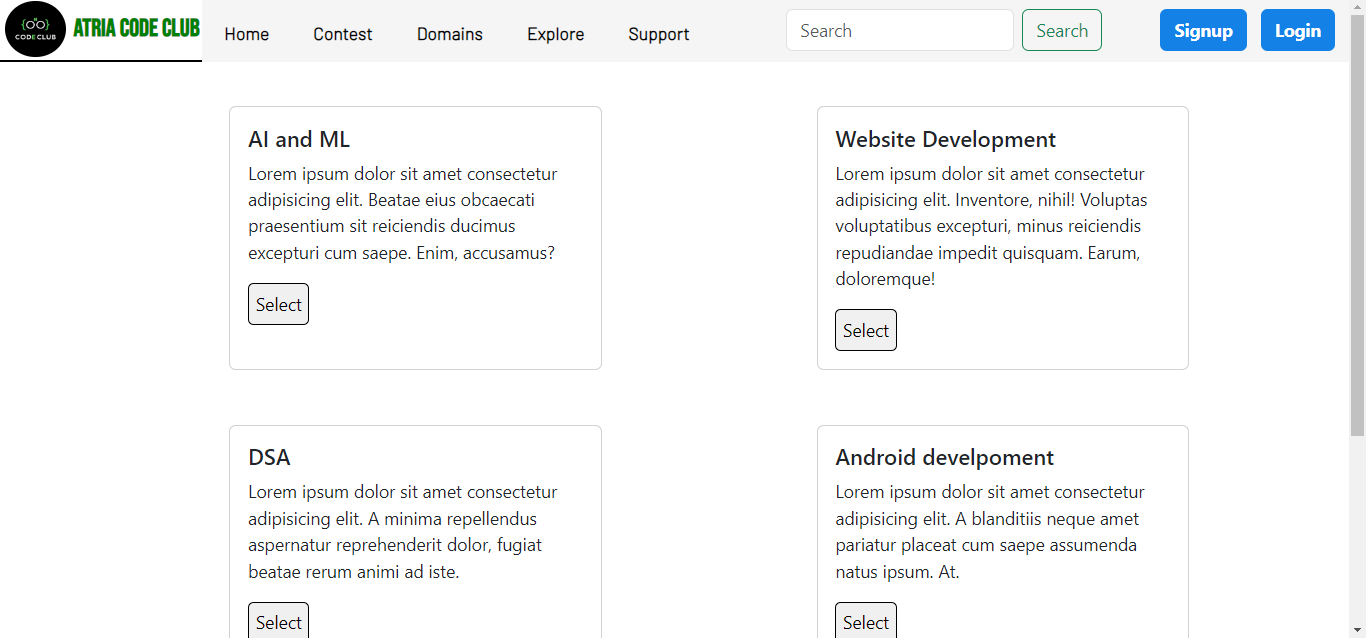 {oo}
CODECLUB
ATRIA CODE CLUB
Home
Contest
Domains
Explore
Support
Search
Search
Signup
Login
AI and ML
Lorem ipsum dolor sit amet consectetur
adipisicing elit. Beatae eius obcaecati
praesentium sit reiciendis ducimus
excepturi cum saepe. Enim, accusamus?
Select
Website Development
Lorem ipsum dolor sit amet consectetur
adipisicing elit. Inventore, nihil! Voluptas
voluptatibus excepturi, minus reiciendis
repudiandae impedit quisquam. Earum,
doloremque!
Select
DSA
Lorem ipsum dolor sit amet consectetur
adipisicing elit. A minima repellendus
aspernatur reprehenderit dolor, fugiat
beatae rerum animi ad iste.
Select
Android develpoment
Lorem ipsum dolor sit amet consectetur
adipisicing elit. A blanditiis neque amet
pariatur placeat cum saepe assumenda
natus ipsum. At.
Select